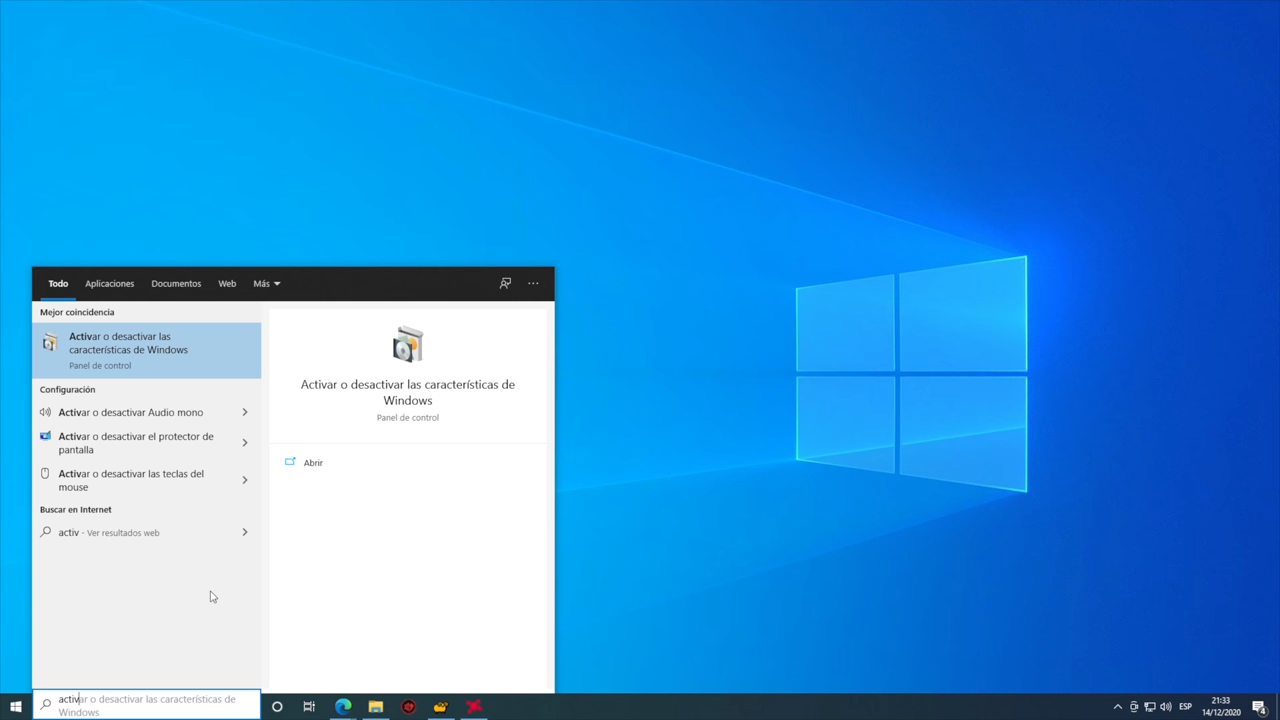 Todo Aplicaciones Documentos Web Más
Mejor coincidencia
Activar o desactivar las
características de Windows
Panel de control
Configuración
Activar o desactivar Audio mono
Activar o desactivar el protector de
pantalla
Activar o desactivar las teclas del
mouse
Buscar en Internet
activ - Ver resultados web
Activar o desactivar las características de
Windows
Panel de control
Abrir
activar o desactivar las características de
Windows
ESP
21:33
14/12/2020
4